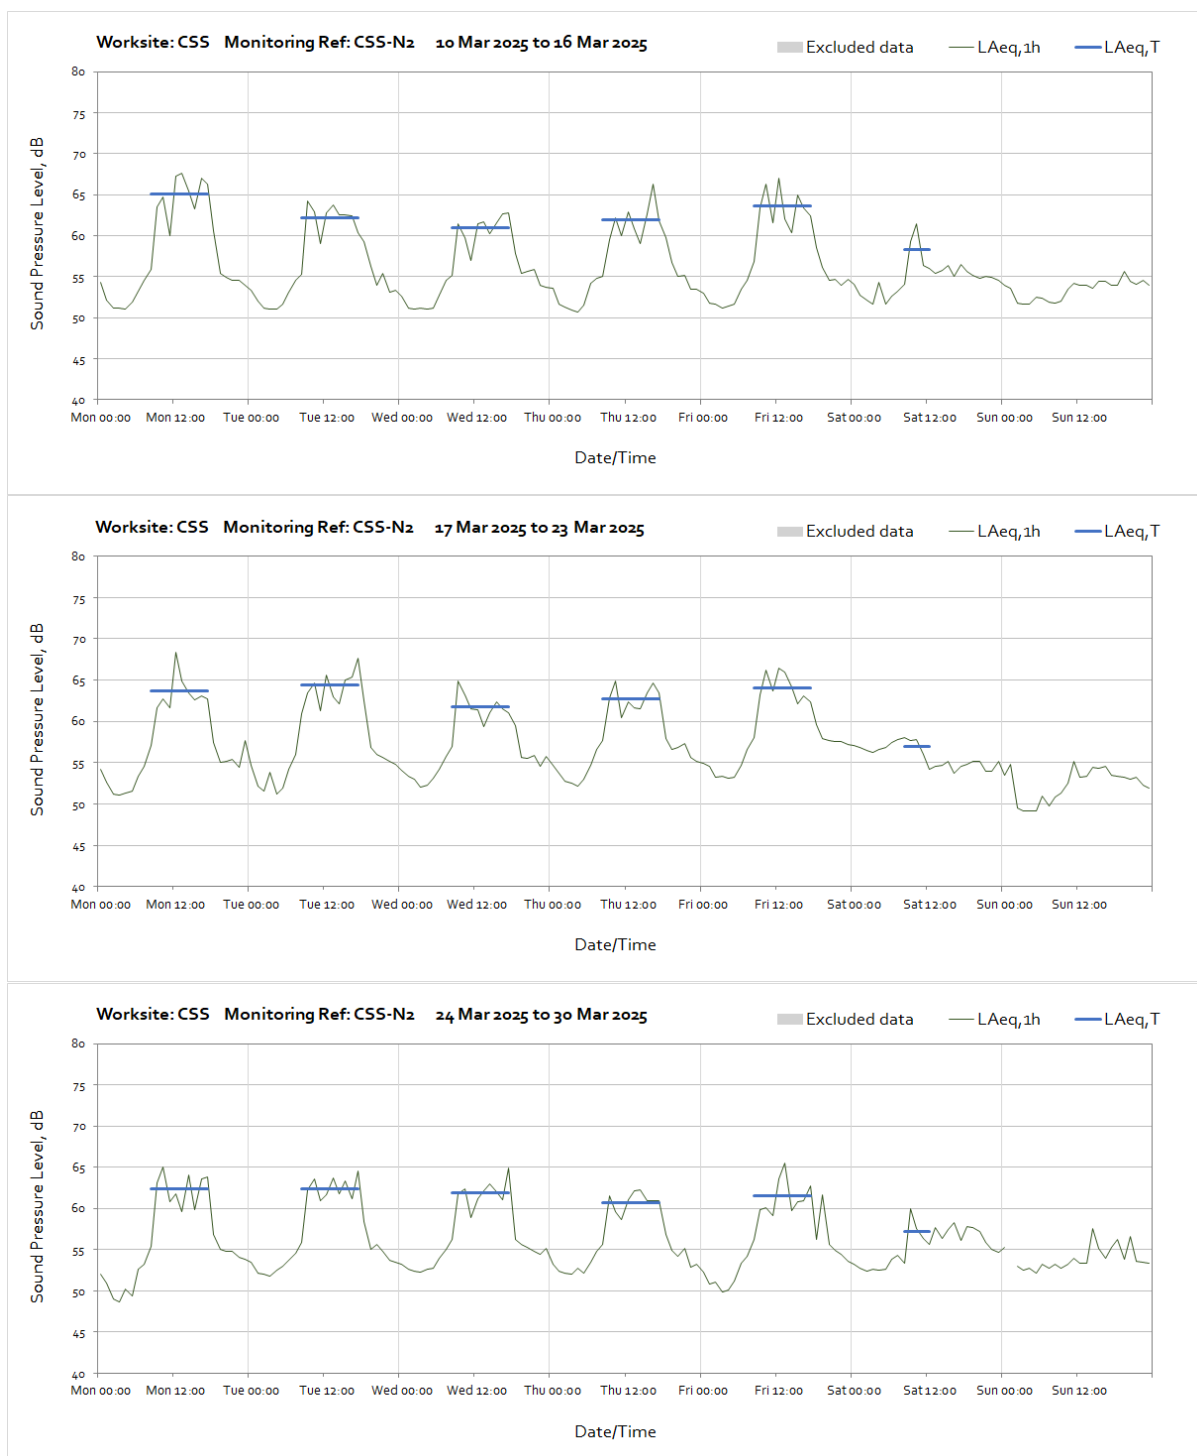 Worksite: CSS Monitoring Ref: CSS-N2 10 Mar 2025 to 16 Mar 2025
Excluded data LAeq,1h LAeq,T
Sound Pressure Level, dB
80
75
70
65
60
55
50
45
40
Mon 00:00 Mon 12:00 Tue 00:00 Tue 12:00 Wed 00:00 Wed 12:00 Thu 00:00 Thu 12:00 Fri 00:00 Fri 12:00 Sat 00:00 Sat 12:00 Sun 00:00 Sun 12:00
Date/Time
Worksite: CSS Monitoring Ref: CSS-N2 17 Mar 2025 to 23 Mar 2025
Excluded data LAeq,1h LAeq,T
Sound Pressure Level, dB
80
75
70
65
60
55
50
45
40
Mon 00:00 Mon 12:00 Tue 00:00 Tue 12:00 Wed 00:00 Wed 12:00 Thu 00:00 Thu 12:00 Fri 00:00 Fri 12:00 Sat 00:00 Sat 12:00 Sun 00:00 Sun 12:00
Date/Time
Worksite: CSS Monitoring Ref: CSS-N2 24 Mar 2025 to 30 Mar 2025
Excluded data LAeq,1h LAeq,T
Sound Pressure Level, dB
80
75
70
65
60
55
50
45
40
Mon 00:00 Mon 12:00 Tue 00:00 Tue 12:00 Wed 00:00 Wed 12:00 Thu 00:00 Thu 12:00 Fri 00:00 Fri 12:00 Sat 00:00 Sat 12:00 Sun 00:00 Sun 12:00
Date/Time